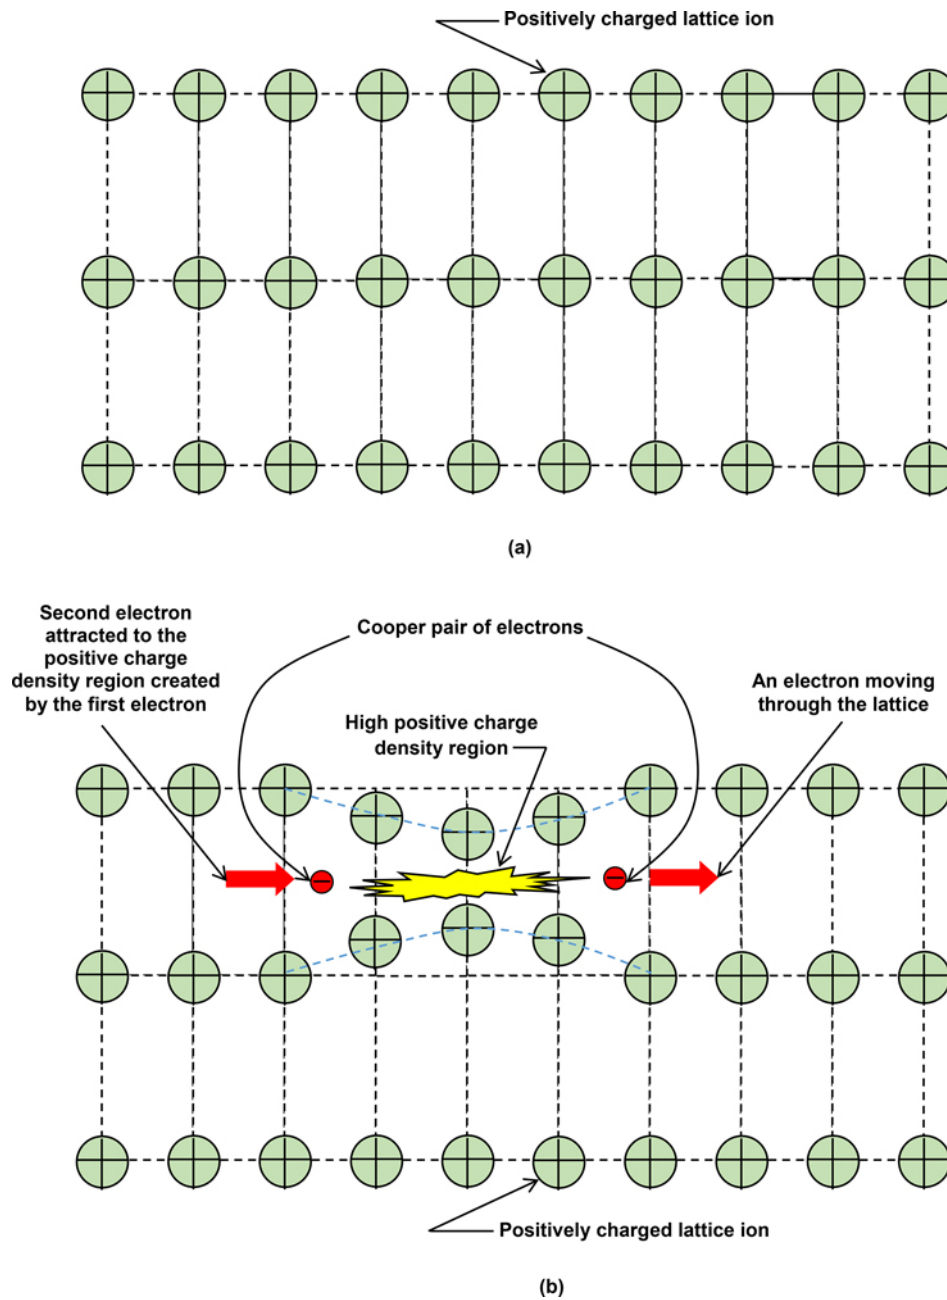 Positively charged lattice ion
(a)
Second electron
attracted to the
positive charge
density region created
by the first electron
Cooper pair of electrons
High positive charge
density region
An electron moving
through the lattice
Positively charged lattice ion
(b)